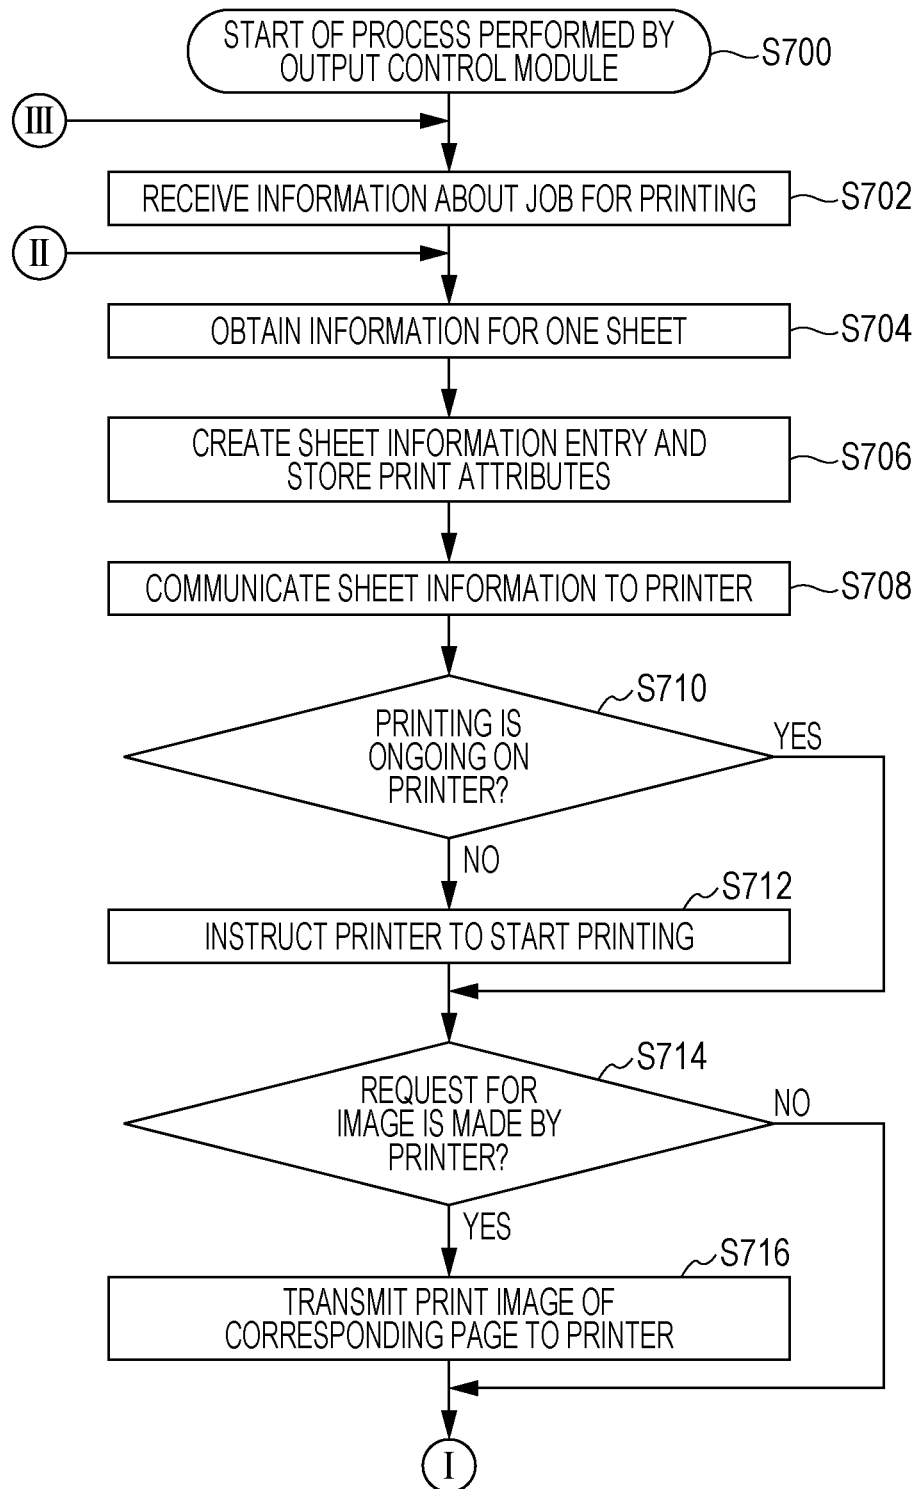 START OF PROCESS PERFORMED BY
OUTPUT CONTROL MODULE
S700
III
RECEIVE INFORMATION ABOUT JOB FOR PRINTING
S702
II
OBTAIN INFORMATION FOR ONE SHEET
S704
CREATE SHEET INFORMATION ENTRY AND
STORE PRINT ATTRIBUTES
S706
COMMUNICATE SHEET INFORMATION TO PRINTER
S708
S710
PRINTING IS
ONGOING ON
PRINTER?
YES
NO
S712
INSTRUCT PRINTER TO START PRINTING
S714
REQUEST FOR
IMAGE IS MADE BY
PRINTER?
NO
YES
S716
TRANSMIT PRINT IMAGE OF
CORRESPONDING PAGE TO PRINTER
I